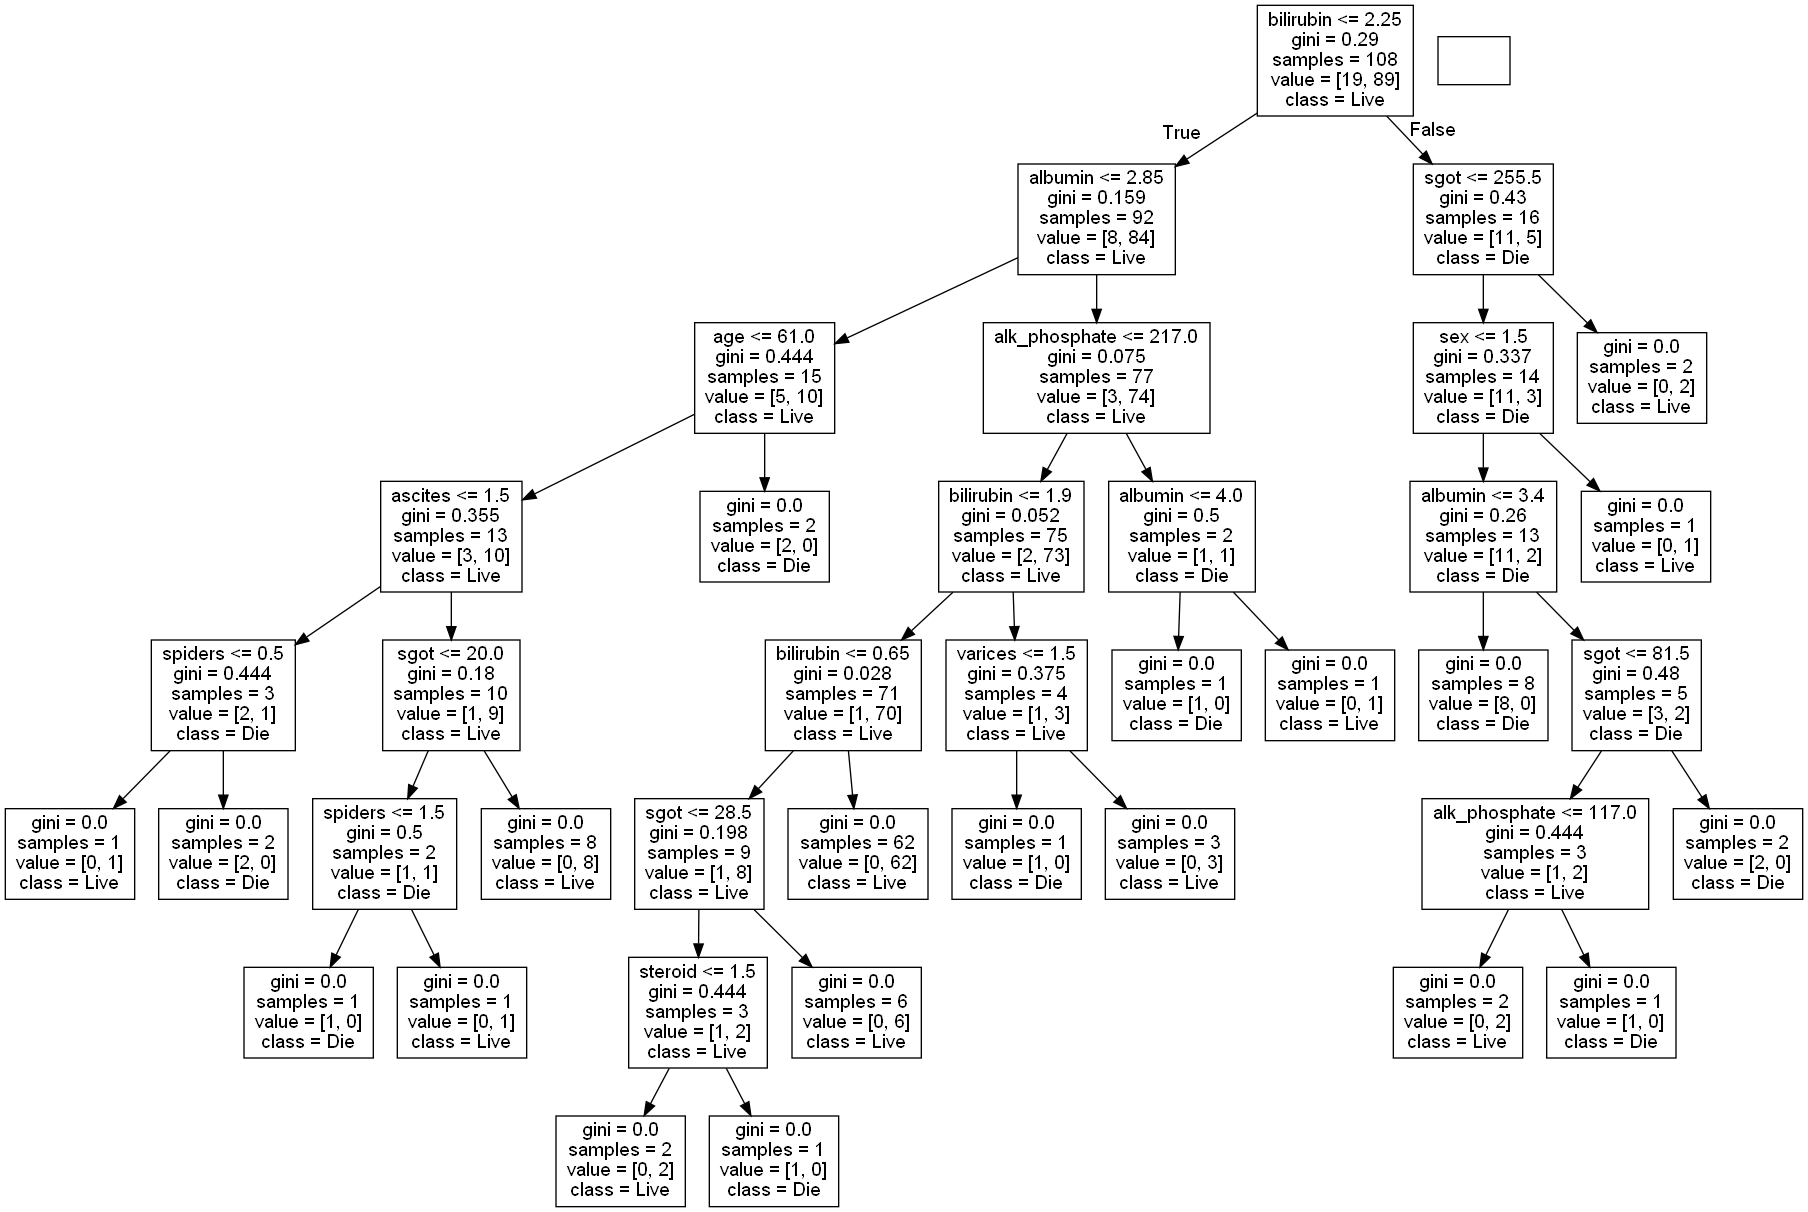 bilirubin <= 2.25
gini = 0.29
samples = 108
value = [19, 89]
class = Live
True
False
albumin <= 2.85
gini = 0.159
samples = 92
value = [8, 84]
class = Live
sgot <= 255.5
gini = 0.43
samples = 16
value = [11, 5]
class = Die
age <= 61.0
gini = 0.444
samples = 15
value = [5, 10]
class = Live
alk_phosphate <= 217.0
gini = 0.075
samples = 77
value = [3, 74]
class = Live
sex <= 1.5
gini = 0.337
samples = 14
value = [11, 3]
class = Die
gini = 0.0
samples = 2
value = [0, 2]
class = Live
ascites <= 1.5
gini = 0.355
samples = 13
value = [3, 10]
class = Live
gini = 0.0
samples = 2
value = [2, 0]
class = Die
bilirubin <= 1.9
gini = 0.052
samples = 75
value = [2, 73]
class = Live
albumin <= 4.0
gini = 0.5
samples = 2
value = [1, 1]
class = Die
albumin <= 3.4
gini = 0.26
samples = 13
value = [11, 2]
class = Die
gini = 0.0
samples = 1
value = [0, 1]
class = Live
spiders <= 0.5
gini = 0.444
samples = 3
value = [2, 1]
class = Die
sgot <= 20.0
gini = 0.18
samples = 10
value = [1, 9]
class = Live
bilirubin <= 0.65
gini = 0.028
samples = 71
value = [1, 70]
class = Live
varices <= 1.5
gini = 0.375
samples = 4
value = [1, 3]
class = Live
gini = 0.0
samples = 1
value = [1, 0]
class = Die
gini = 0.0
samples = 1
value = [0, 1]
class = Live
gini = 0.0
samples = 8
value = [8, 0]
class = Die
sgot <= 81.5
gini = 0.48
samples = 5
value = [3, 2]
class = Die
gini = 0.0
samples = 1
value = [0, 1]
class = Live
gini = 0.0
samples = 2
value = [2, 0]
class = Die
spiders <= 1.5
gini = 0.5
samples = 2
value = [1, 1]
class = Die
gini = 0.0
samples = 8
value = [0, 8]
class = Live
sgot <= 28.5
gini = 0.198
samples = 9
value = [1, 8]
class = Live
gini = 0.0
samples = 62
value = [0, 62]
class = Live
gini = 0.0
samples = 1
value = [1, 0]
class = Die
gini = 0.0
samples = 3
value = [0, 3]
class = Live
alk_phosphate <= 117.0
gini = 0.444
samples = 3
value = [1, 2]
class = Live
gini = 0.0
samples = 2
value = [2, 0]
class = Die
gini = 0.0
samples = 1
value = [1, 0]
class = Die
gini = 0.0
samples = 1
value = [0, 1]
class = Live
steroid <= 1.5
gini = 0.444
samples = 3
value = [1, 2]
class = Live
gini = 0.0
samples = 6
value = [0, 6]
class = Live
gini = 0.0
samples = 2
value = [0, 2]
class = Live
gini = 0.0
samples = 1
value = [1, 0]
class = Die
gini = 0.0
samples = 2
value = [0, 2]
class = Live
gini = 0.0
samples = 1
value = [1, 0]
class = Die